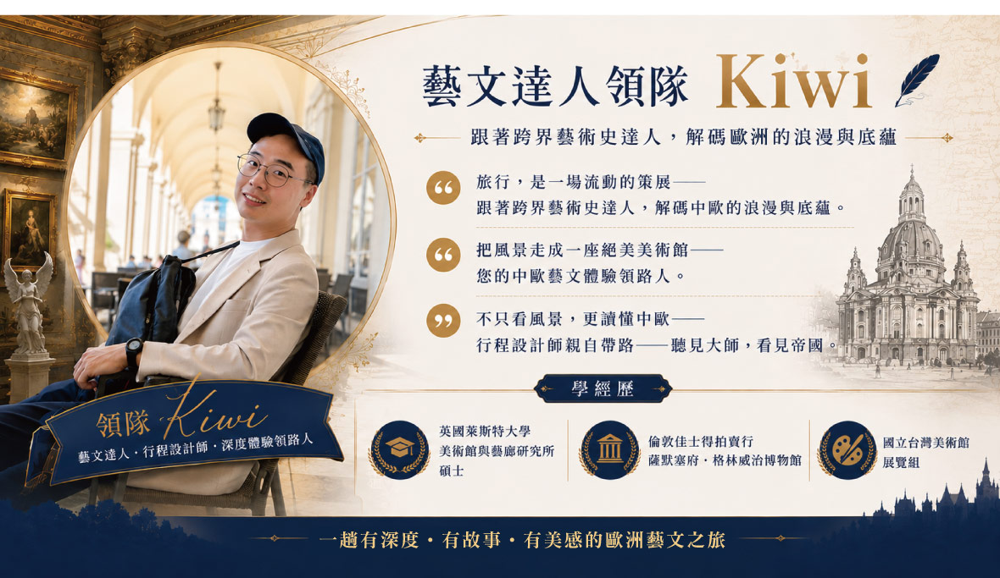 藝文達人領隊 Kiwi
跟著跨界藝術史達人，解碼歐洲的浪漫與底蘊
旅行，是一場流動的策展——
跟著跨界藝術史達人，解碼中歐的浪漫與底蘊。
把風景走成一座絕美美術館——
您的中歐藝文體驗領路人。
不只看風景，更讀懂中歐——
行程設計師親自帶路——聽見大師，看見帝國。
學經歷
領隊 Kiwi
藝文達人·行程設計師·深度體驗領路人
英國萊斯特大學
美術館與藝廊研究所
碩士
倫敦佳士得拍賣行
薩默塞府·格林威治博物館
國立台灣美術館
展覽組
一趟有深度·有故事·有美感的歐洲藝文之旅